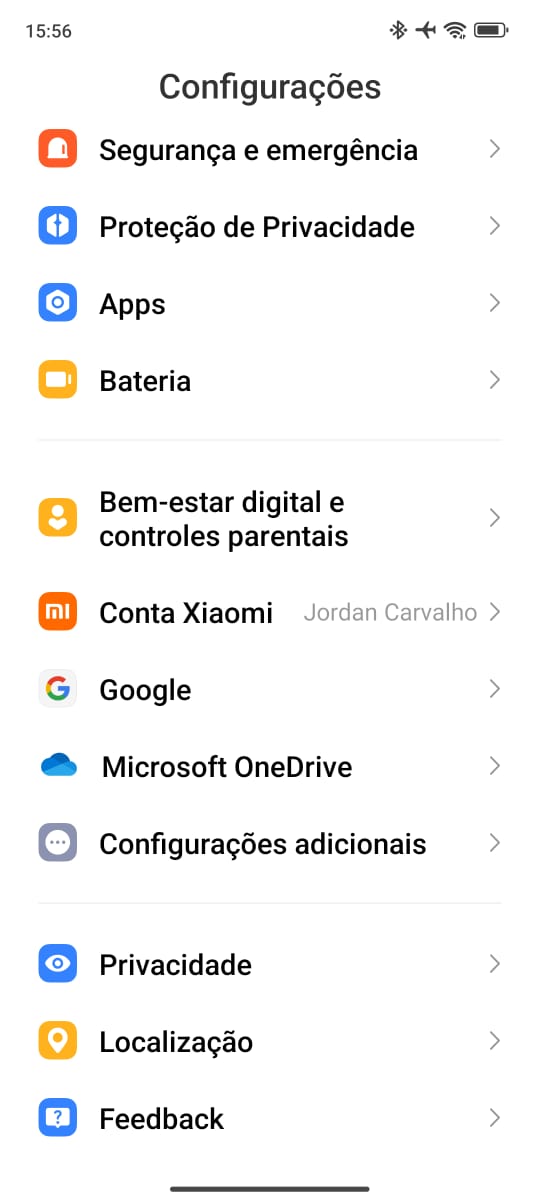 15:56
Configurações
Segurança e emergência
Proteção de Privacidade
Apps
Bateria
Bem-estar digital e
controles parentais
Conta Xiaomi Jordan Carvalho
Google
Microsoft OneDrive
Configurações adicionais
Privacidade
Localização
Feedback